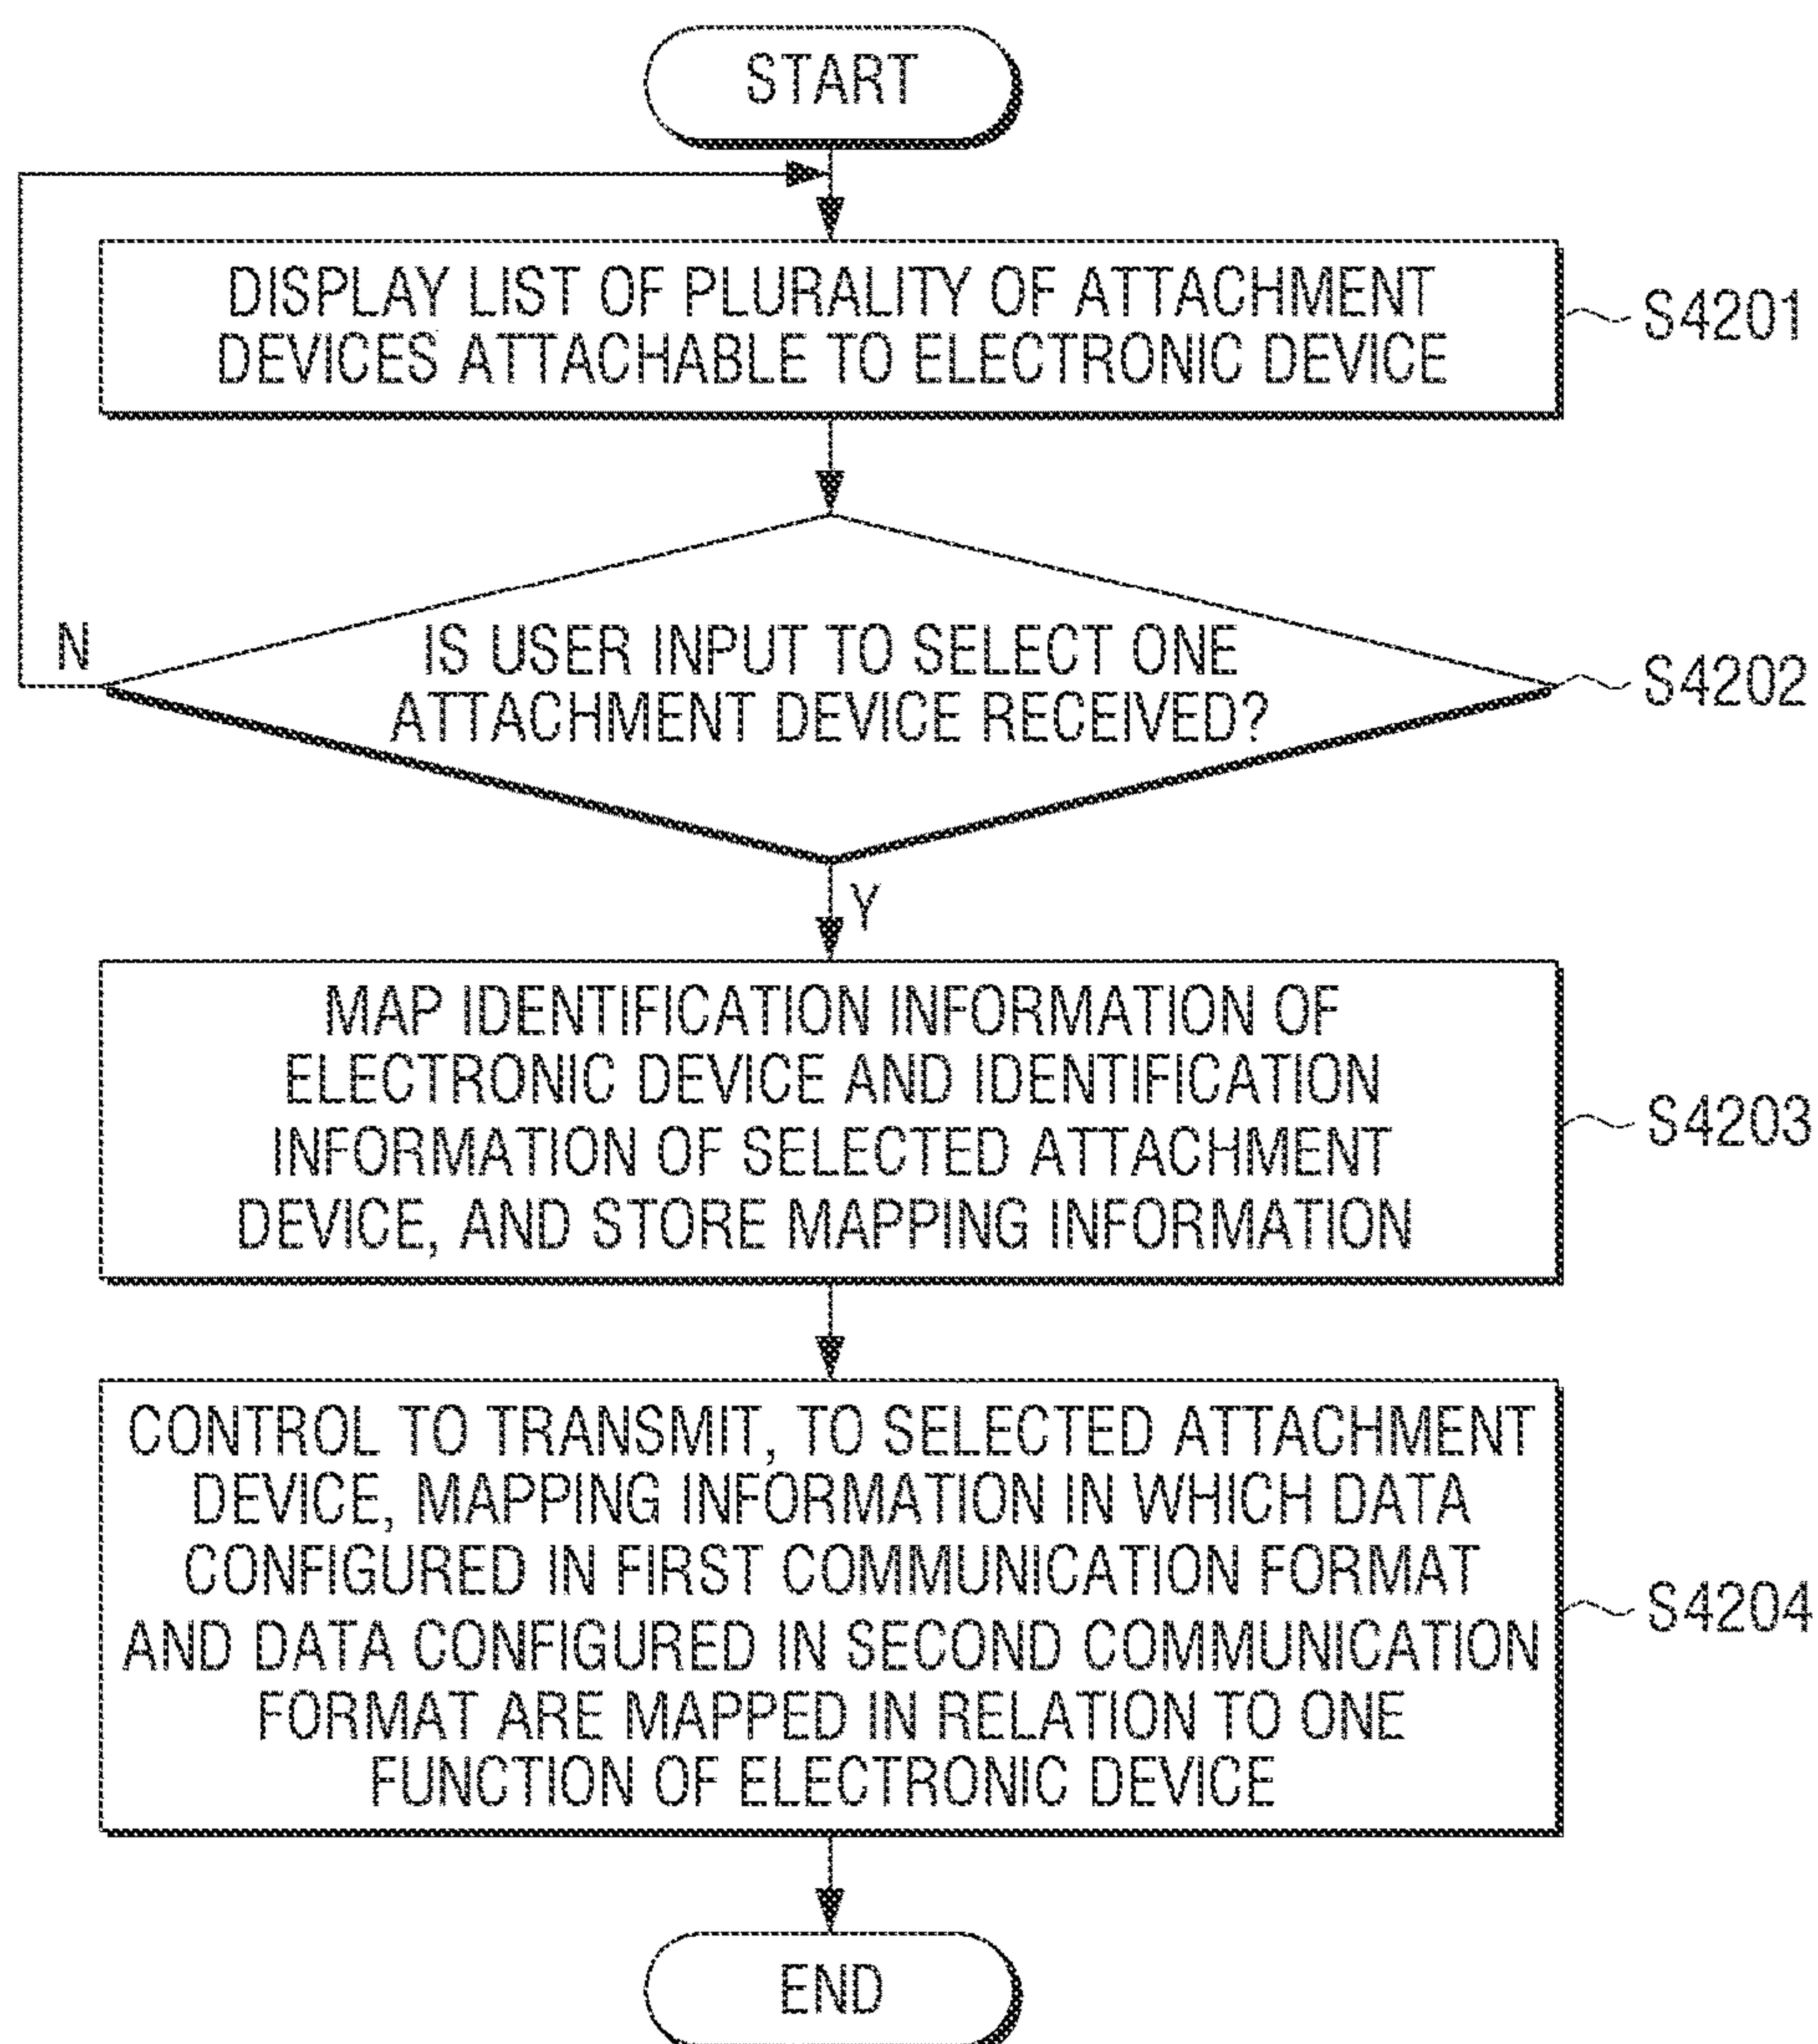 START
DISPLAY LIST OF PLURALITY OF ATTACHMENT
DEVICES ATTACHABLE TO ELECTRONIC DEVICE
S4201
N
IS USER INPUT TO SELECT ONE
ATTACHMENT DEVICE RECEIVED?
S4202
Y
MAP IDENTIFICATION INFORMATION OF
ELECTRONIC DEVICE AND IDENTIFICATION
INFORMATION OF SELECTED ATTACHMENT
DEVICE, AND STORE MAPPING INFORMATION
S4203
CONTROL TO TRANSMIT, TO SELECTED ATTACHMENT
DEVICE, MAPPING INFORMATION IN WHICH DATA
CONFIGURED IN FIRST COMMUNICATION FORMAT
AND DATA CONFIGURED IN SECOND COMMUNICATION
FORMAT ARE MAPPED IN RELATION TO ONE
FUNCTION OF ELECTRONIC DEVICE
S4204
END